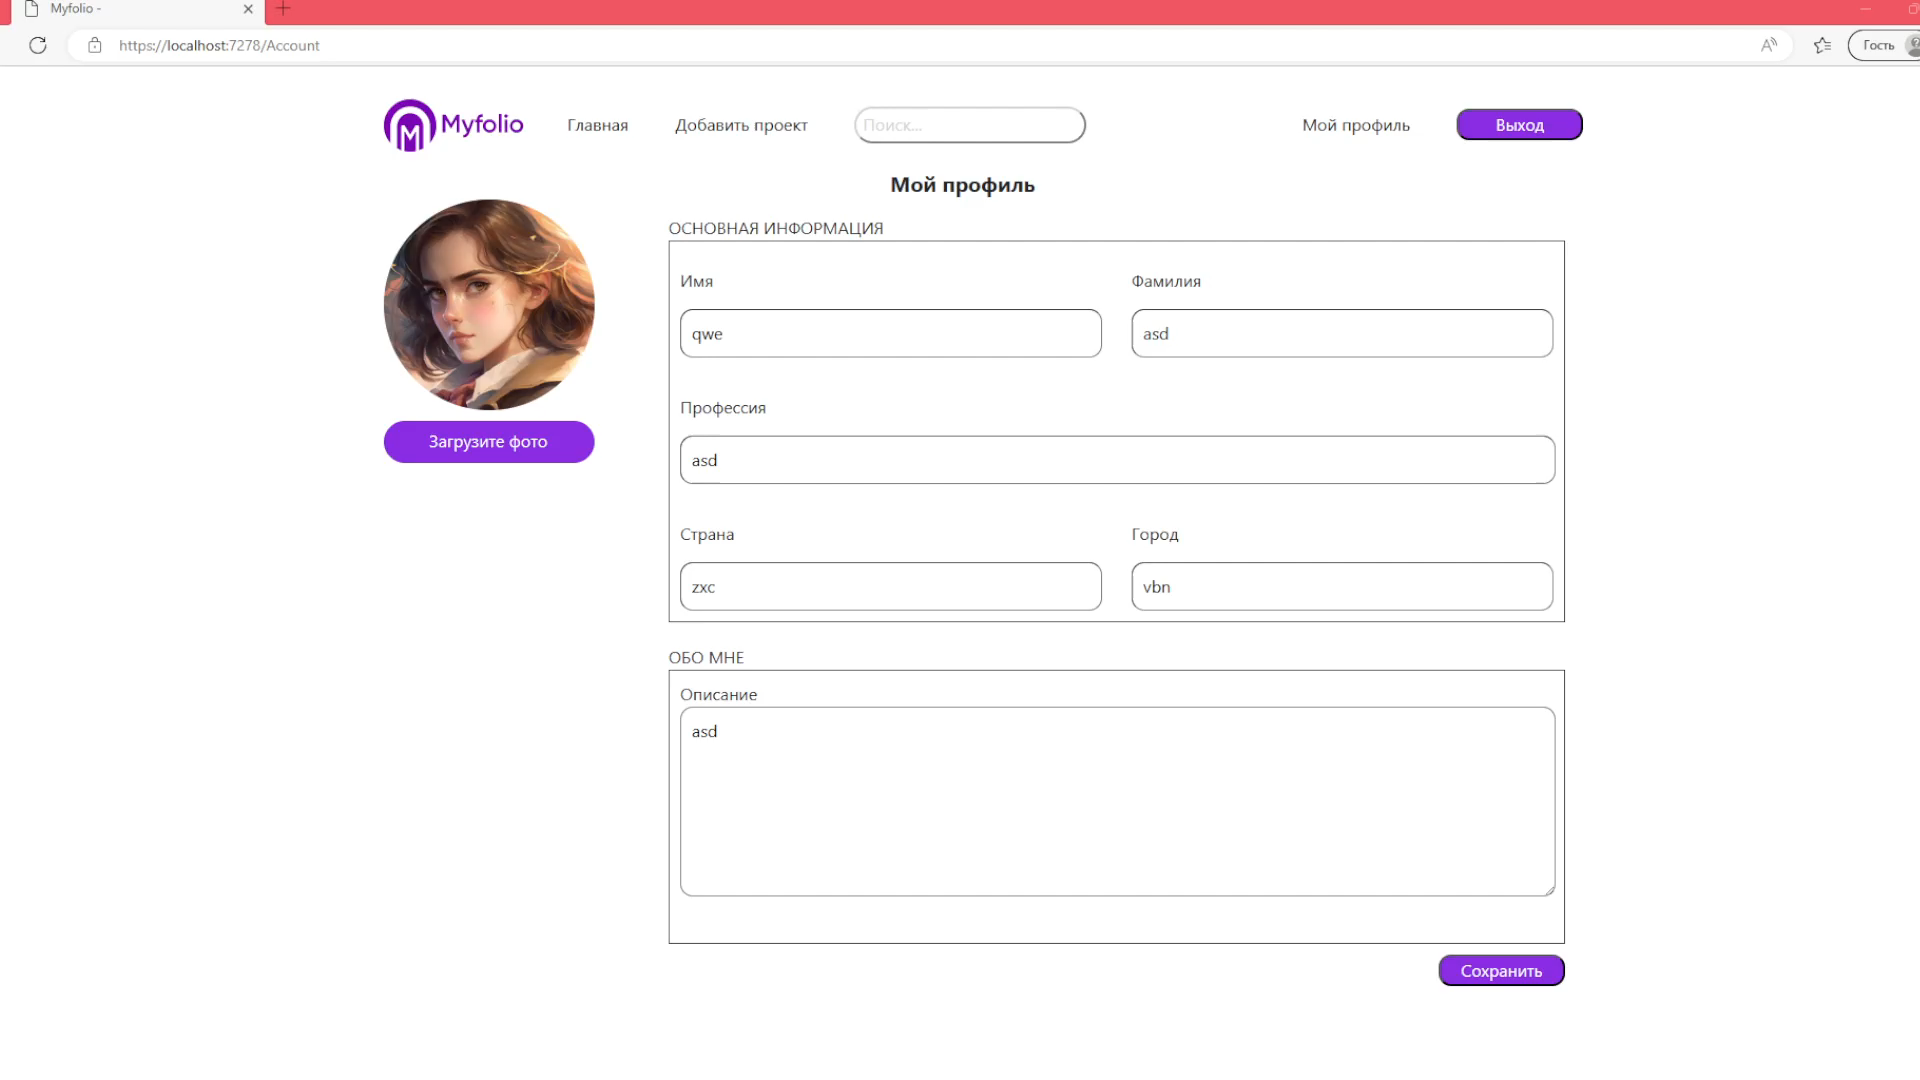 Myfolio -
https://localhost:7278/Account
Гость
Myfolio Главная Добавить проект Поиск... Мой профиль Выход
Мой профиль
Загрузите фото
ОСНОВНАЯ ИНФОРМАЦИЯ
Имя Фамилия
qwe asd
Профессия
asd
Страна Город
zxc vbn
ОБО МНЕ
Описание
asd
Сохранить